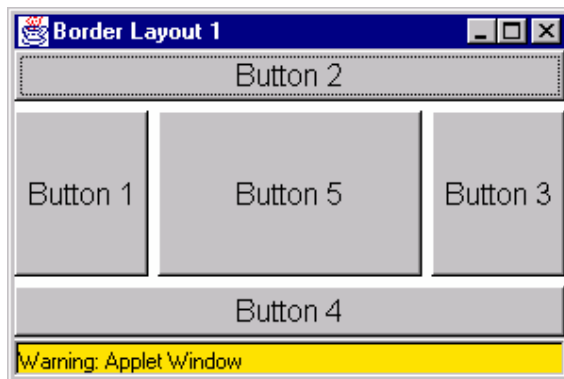 Border Layout 1
Button 2
Button 1 Button 5 Button 3
Button 4
Warning: Applet Window